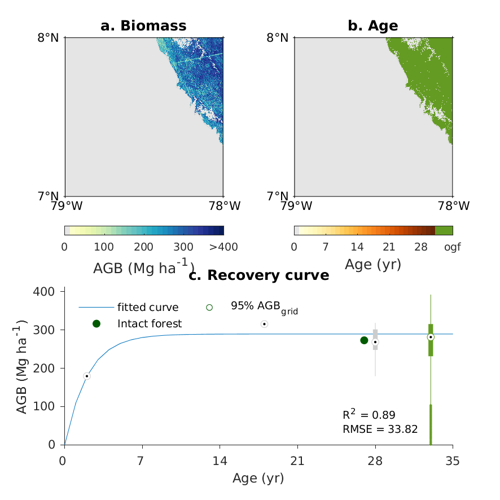 a. Biomass
b. Age
8°N
7°N
79°W
78°W
8°N
7°N
79°W
78°W
0 100 200 300 >400
AGB (Mg ha⁻¹)
0 7 14 21 28 ogf
Age (yr)
c. Recovery curve
AGB (Mg ha⁻¹)
400
300
200
100
0
fitted curve
95% AGB_grid
Intact forest
R² = 0.89
RMSE = 33.82
0 7 14 21 28 35
Age (yr)